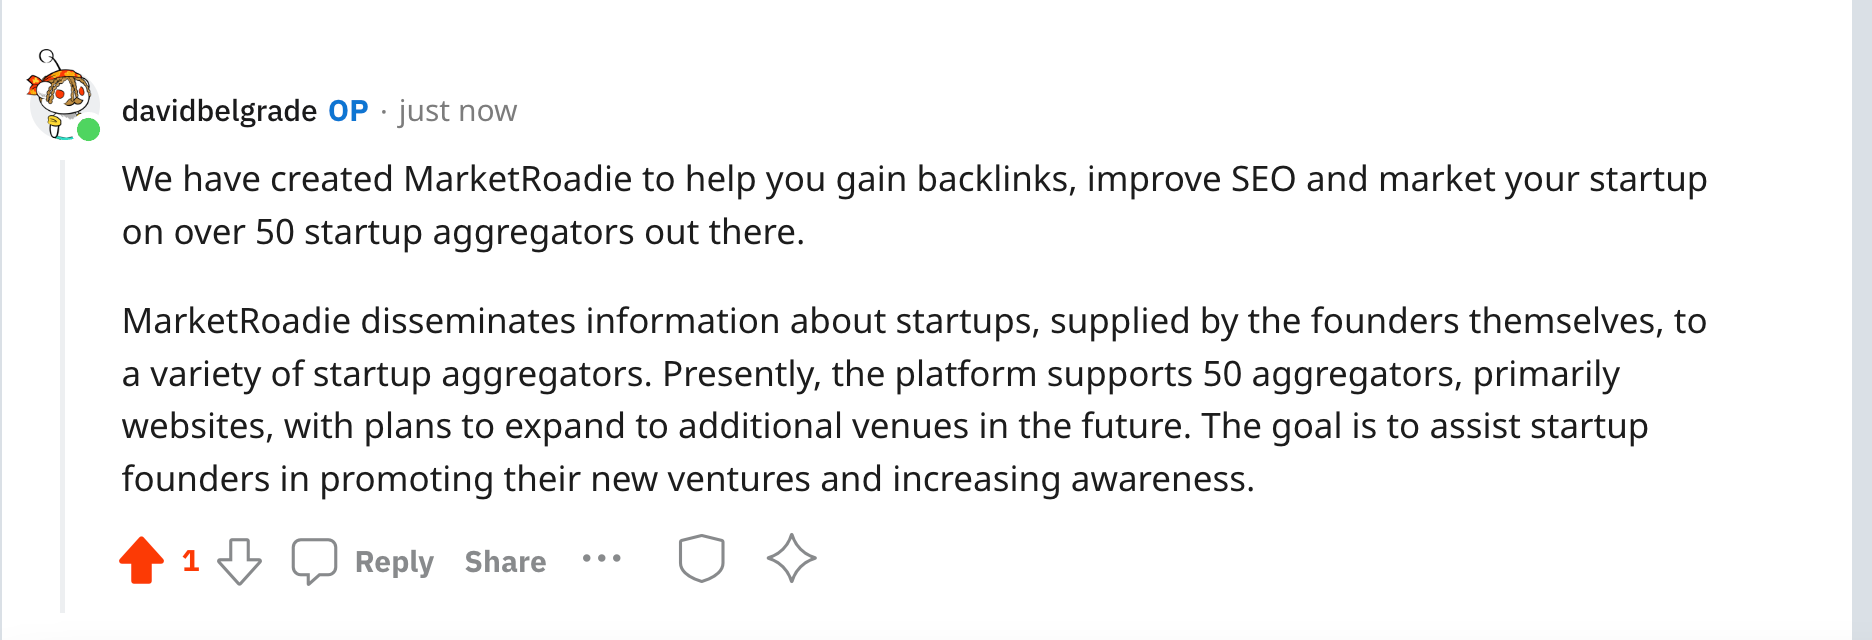 davidbelgrade OP · just now
We have created MarketRoadie to help you gain backlinks, improve SEO and market your startup
on over 50 startup aggregators out there.
MarketRoadie disseminates information about startups, supplied by the founders themselves, to
a variety of startup aggregators. Presently, the platform supports 50 aggregators, primarily
websites, with plans to expand to additional venues in the future. The goal is to assist startup
founders in promoting their new ventures and increasing awareness.
1 Reply Share ···